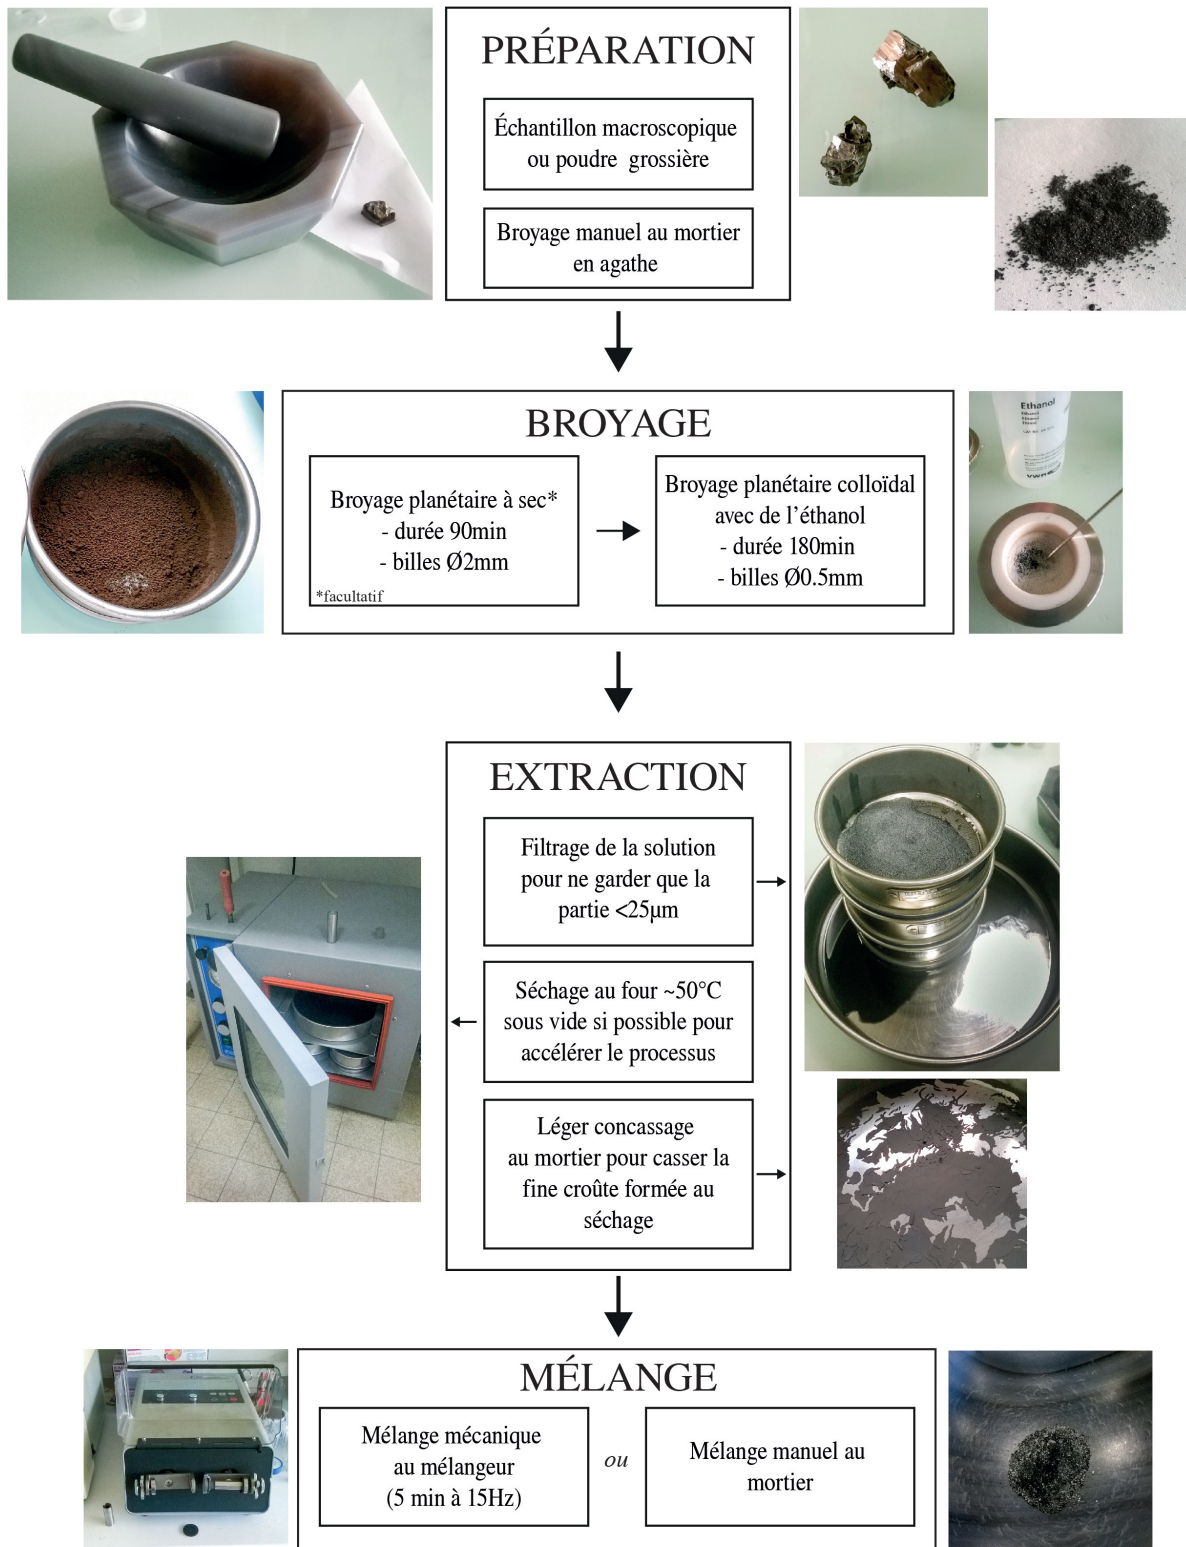 PRÉPARATION
Échantillon macroscopique
ou poudre grossière
Broyage manuel au mortier
en agathe
BROYAGE
Broyage planétaire à sec*
- durée 90min
- billes Ø2mm
*facultatif
Broyage planétaire colloïdal
avec de l'éthanol
- durée 180min
- billes Ø0.5mm
Ethanol
VWR
EXTRACTION
Filtrage de la solution
pour ne garder que la
partie <25µm
Séchage au four ~50°C
sous vide si possible pour
accélérer le processus
Léger concassage
au mortier pour casser la
fine croûte formée au
séchage
MÉLANGE
Mélange mécanique
au mélangeur
(5 min à 15Hz)
ou
Mélange manuel au
mortier